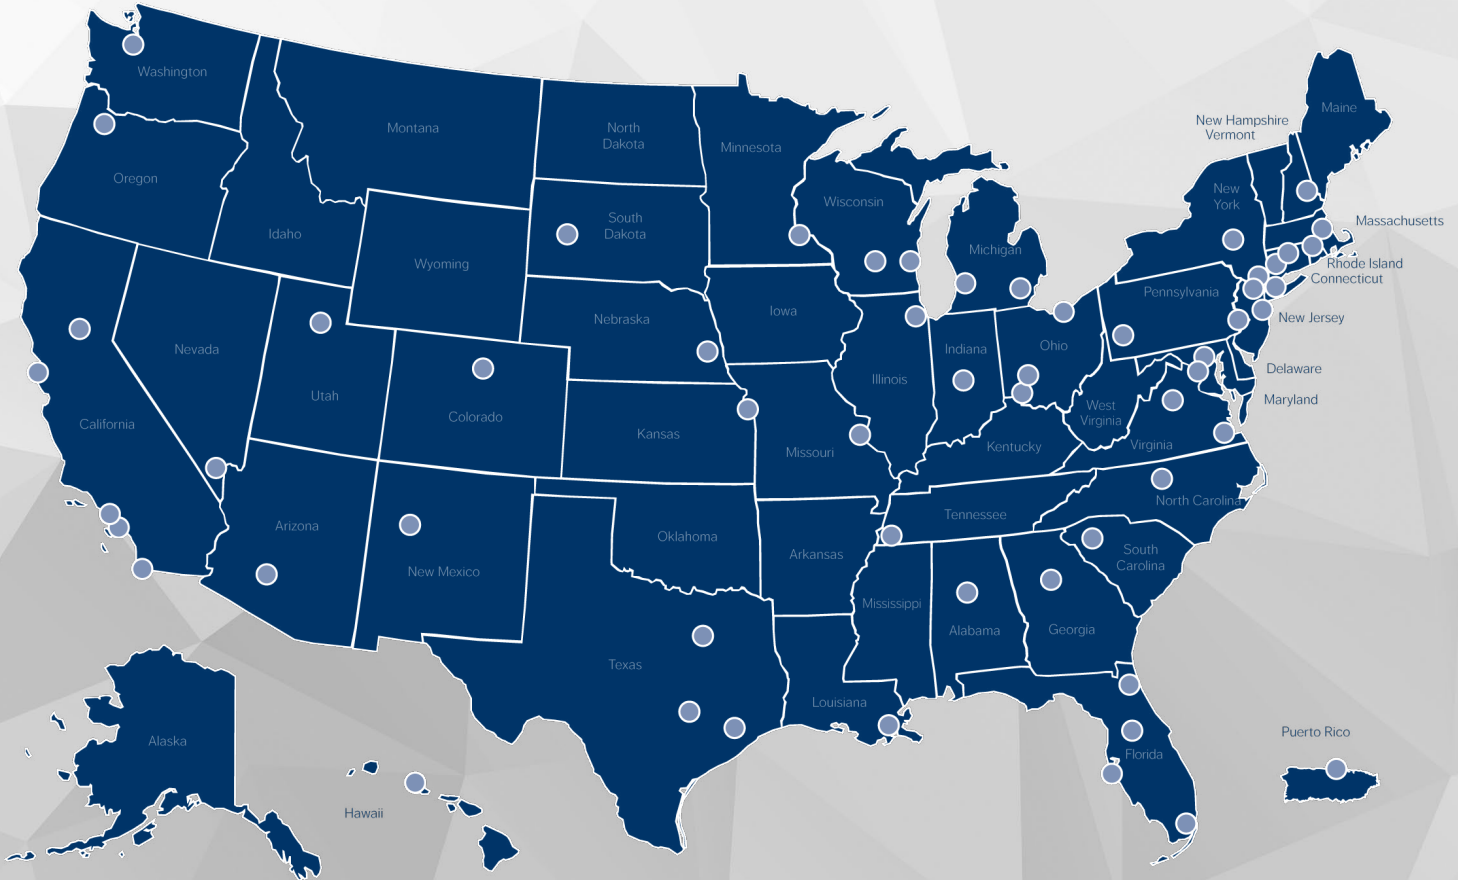 Washington
Montana
North
Dakota
Minnesota
Maine
New Hampshire
Vermont
Oregon
Idaho
South
Dakota
Wisconsin
Michigan
New
York
Massachusetts
Rhode Island
Connecticut
Wyoming
Nebraska
Iowa
Pennsylvania
New Jersey
Nevada
Utah
Colorado
Illinois
Indiana
Ohio
Delaware
Maryland
California
Kansas
Missouri
Kentucky
West
Virginia
Virginia
Arizona
New Mexico
Oklahoma
Arkansas
Tennessee
North Carolina
South
Carolina
Mississippi
Alabama
Georgia
Texas
Louisiana
Florida
Puerto Rico
Alaska
Hawaii